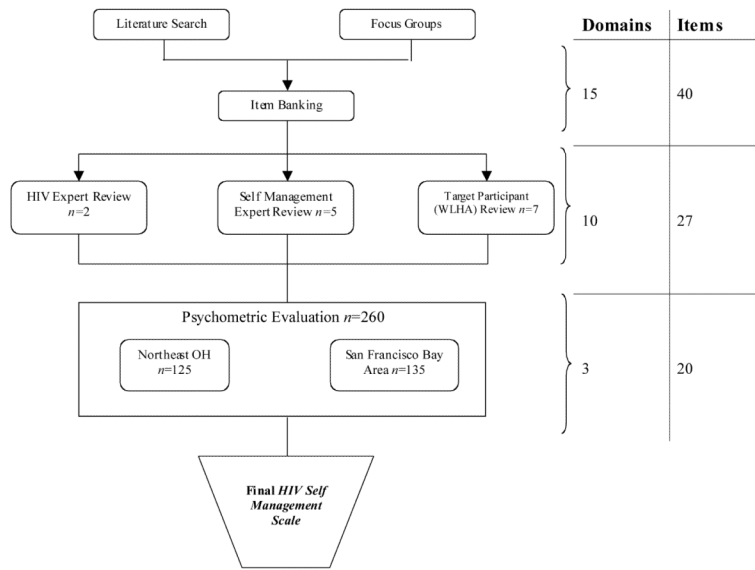 Literature Search
Focus Groups
Domains
Items
Item Banking
15
40
HIV Expert Review
n=2
Self Management
Expert Review n=5
Target Participant
(WLHA) Review n=7
10
27
Psychometric Evaluation n=260
Northeast OH
n=125
San Francisco Bay
Area n=135
3
20
Final HIV Self
Management
Scale